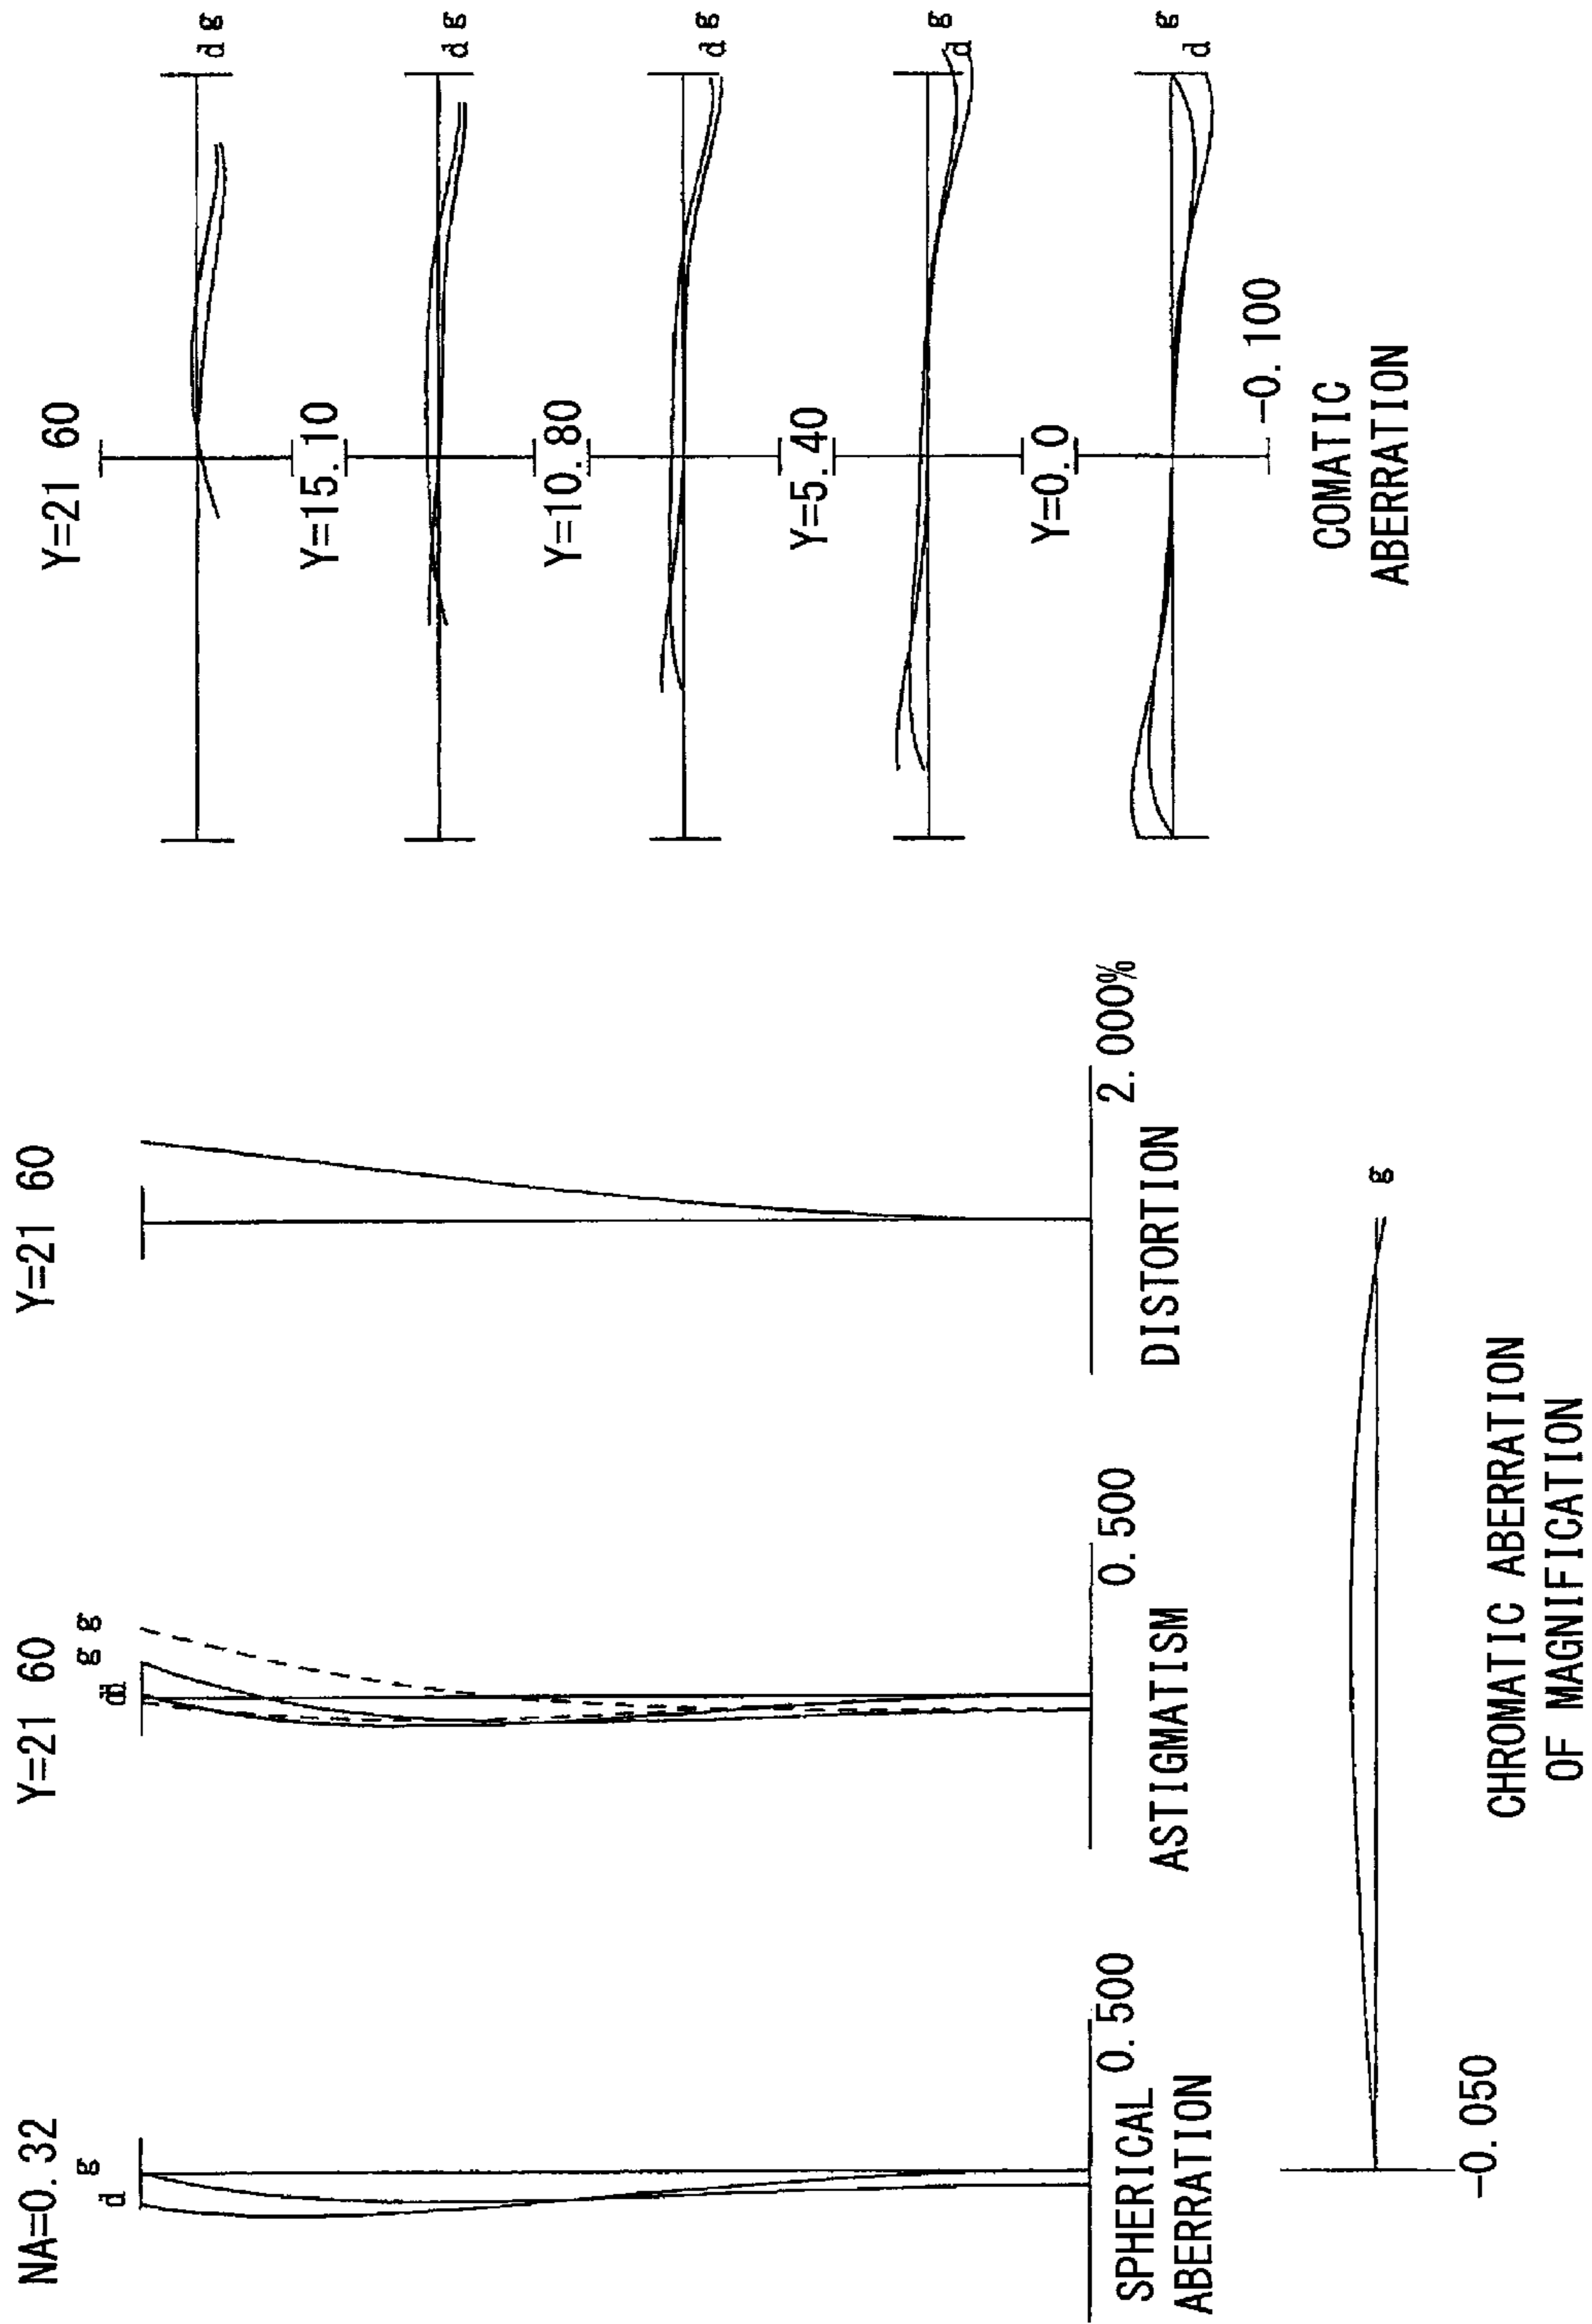 NA=0. 32
d
g
0. 500
SPHERICAL
ABERRATION
Y=21 60
dd
g g
0. 500
ASTIGMATISM
Y=21 60
2. 000%
DISTORTION
-0. 050
g
CHROMATIC ABERRATION
OF MAGNIFICATION
Y=21 60
d g
Y=15. 10
d g
Y=10. 80
d g
Y=5. 40
d g
Y=0. 0
d g
-0. 100
COMATIC
ABERRATION